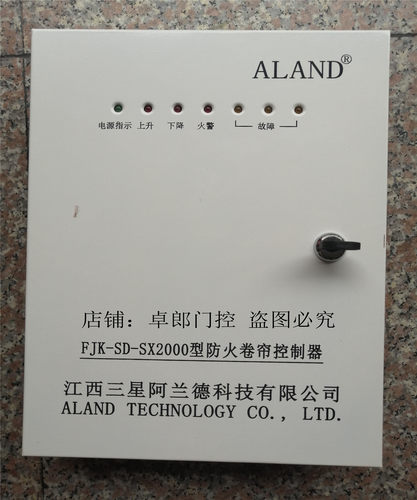 ALAND®
电源指示 上升 下降 火警 故障
店铺：卓郎门控 盗图必究
FJK-SD-SX2000型防火卷帘控制器
江西三星阿兰德科技有限公司
ALAND TECHNOLOGY CO., LTD.